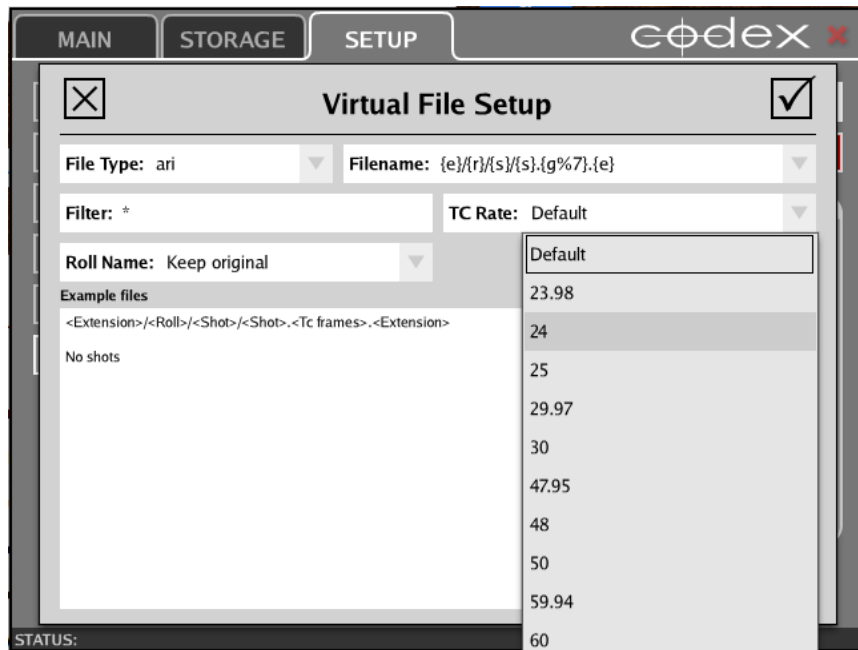 MAIN STORAGE SETUP codex
Virtual File Setup
File Type: ari Filename: {e}/{r}/{s}/{s}.{g%7}.{e}
Filter: * TC Rate: Default
Roll Name: Keep original
Default
23.98
24
25
29.97
30
47.95
48
50
59.94
60
Example files
<Extension>/<Roll>/<Shot>/<Shot>.<Tc frames>.<Extension>
No shots
STATUS: